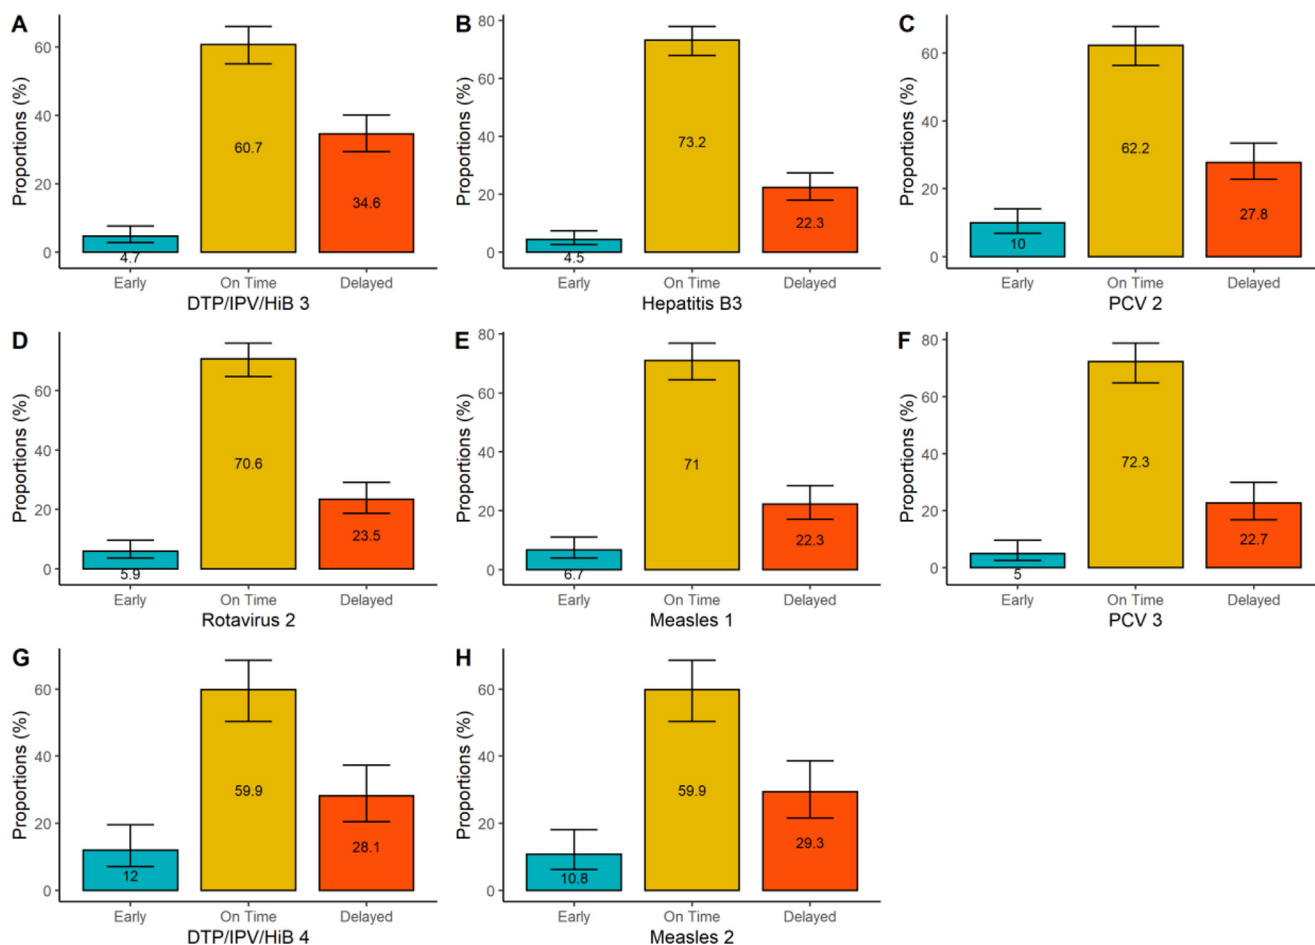 A
Proportions (%)
60
40
20
0
60.7
34.6
4.7
Early On Time Delayed
DTP/IPV/HiB 3
B
Proportions (%)
80
60
40
20
0
73.2
22.3
4.5
Early On Time Delayed
Hepatitis B3
C
Proportions (%)
60
40
20
0
62.2
27.8
10
Early On Time Delayed
PCV 2
D
Proportions (%)
60
40
20
0
70.6
23.5
5.9
Early On Time Delayed
Rotavirus 2
E
Proportions (%)
80
60
40
20
0
71
22.3
6.7
Early On Time Delayed
Measles 1
F
Proportions (%)
80
60
40
20
0
72.3
22.7
5
Early On Time Delayed
PCV 3
G
Proportions (%)
60
40
20
0
59.9
28.1
12
Early On Time Delayed
DTP/IPV/HiB 4
H
Proportions (%)
60
40
20
0
59.9
29.3
10.8
Early On Time Delayed
Measles 2